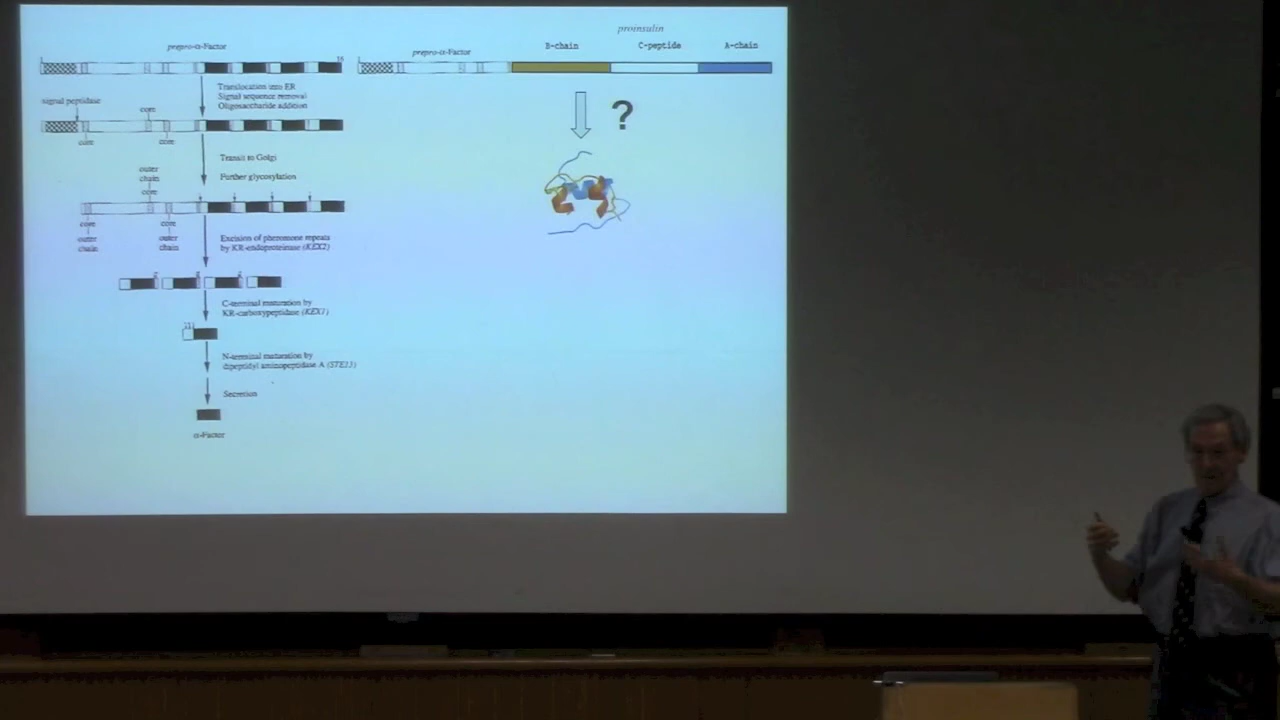 prepro-α-Factor
Translocation into ER
Signal sequence removal
Oligosaccharide addition
signal peptidase
core
core
core
Transit to Golgi
Further glycosylation
outer
chain
core
core
outer
chain
core
outer
chain
Excision of pheromone repeats
by KR-endoproteinase (KEX2)
C-terminal maturation by
KR-carboxypeptidase (KEX1)
N-terminal maturation by
dipeptidyl aminopeptidase A (STE13)
Secretion
α-Factor
prepro-α-Factor
proinsulin
B-chain
C-peptide
A-chain
?